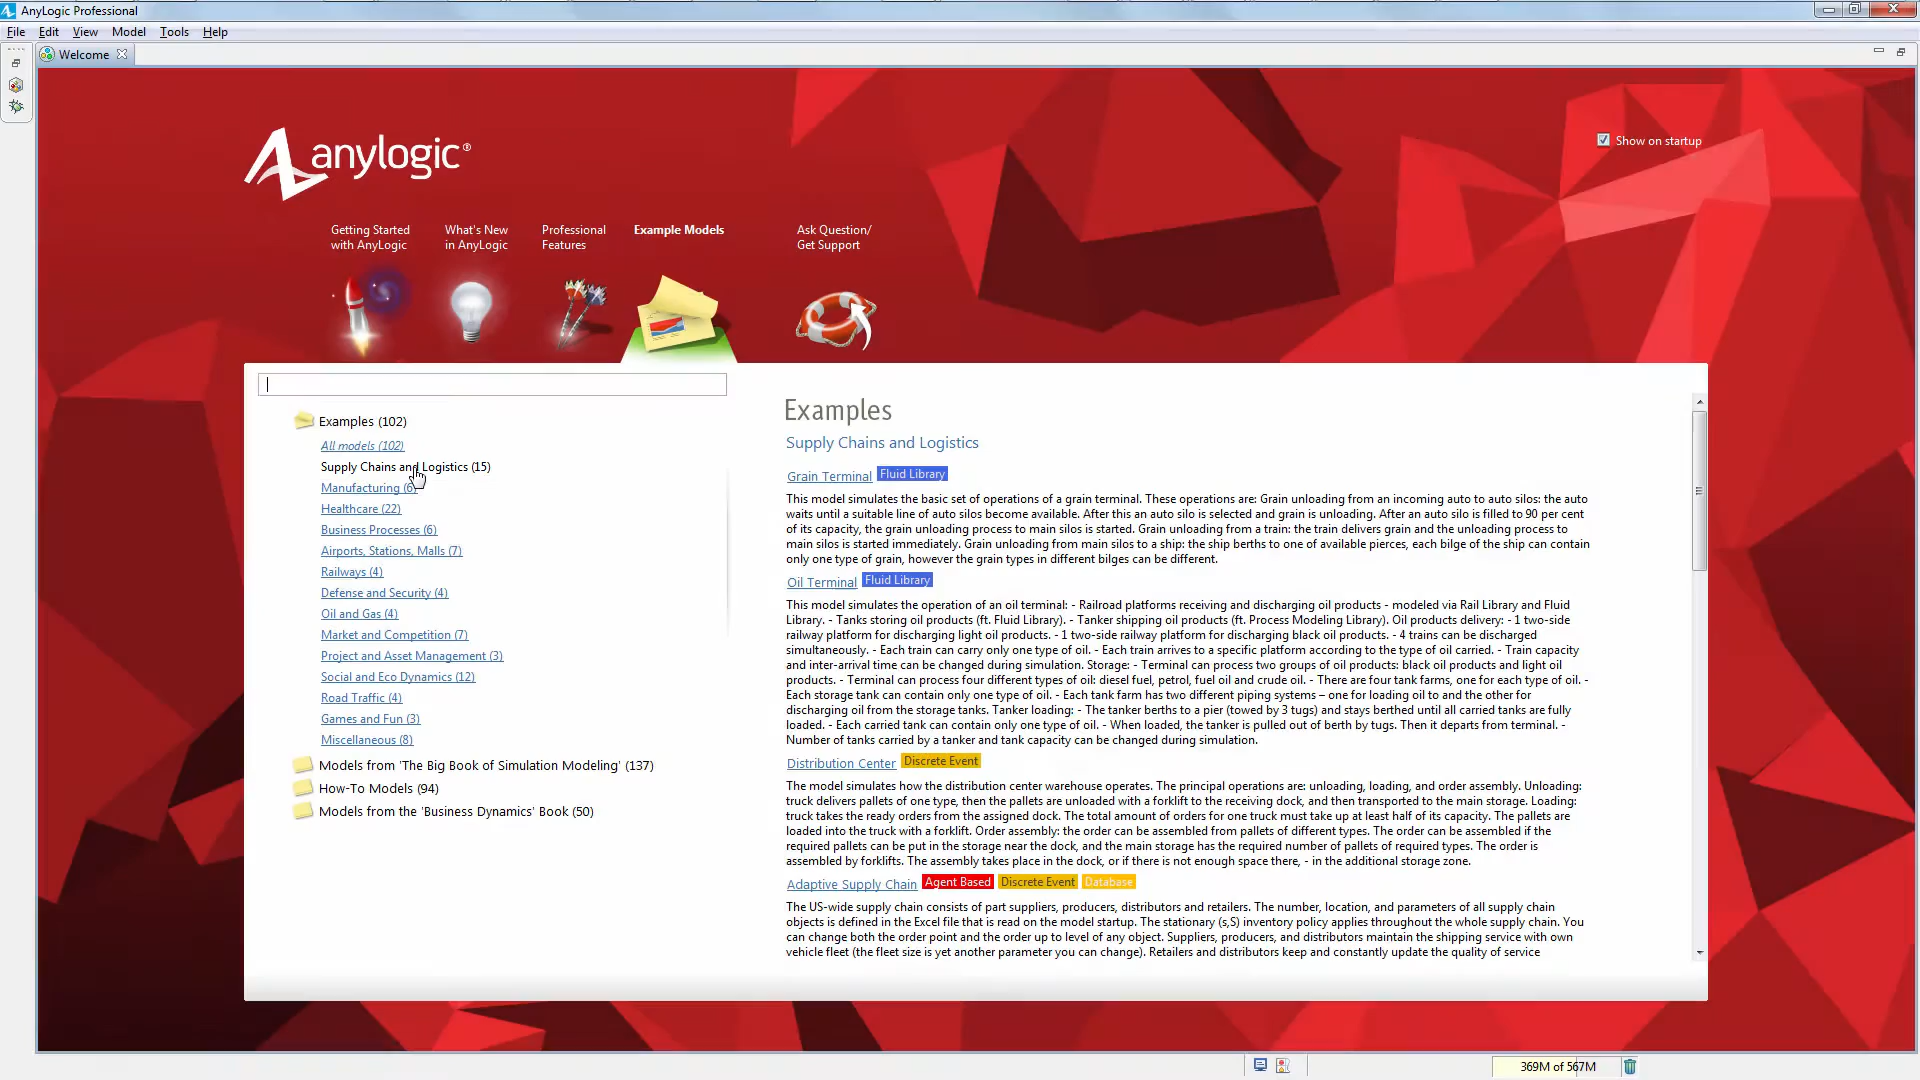 AnyLogic Professional
File Edit View Model Tools Help
Welcome
anylogic®
Show on startup
Getting Started
with AnyLogic
What's New
in AnyLogic
Professional
Features
Example Models
Ask Question/
Get Support
Examples (102)
All models (102)
Supply Chains and Logistics (15)
Manufacturing (6)
Healthcare (22)
Business Processes (6)
Airports, Stations, Malls (7)
Railways (4)
Defense and Security (4)
Oil and Gas (4)
Market and Competition (7)
Project and Asset Management (3)
Social and Eco Dynamics (12)
Road Traffic (4)
Games and Fun (3)
Miscellaneous (8)
Models from 'The Big Book of Simulation Modeling' (137)
How-To Models (94)
Models from the 'Business Dynamics' Book (50)
Examples
Supply Chains and Logistics
Grain Terminal Fluid Library
This model simulates the basic set of operations of a grain terminal. These operations are: Grain unloading from an incoming auto to auto silos: the auto
waits until a suitable line of auto silos become available. After this an auto silo is selected and grain is unloading. After an auto silo is filled to 90 per cent
of its capacity, the grain unloading process to main silos is started. Grain unloading from a train: the train delivers grain and the unloading process to
main silos is started immediately. Grain unloading from main silos to a ship: the ship berths to one of available pierces, each bilge of the ship can contain
only one type of grain, however the grain types in different bilges can be different.
Oil Terminal Fluid Library
This model simulates the operation of an oil terminal: - Railroad platforms receiving and discharging oil products - modeled via Rail Library and Fluid
Library. - Tanks storing oil products (ft. Fluid Library). - Tanker shipping oil products (ft. Process Modeling Library). Oil products delivery: - 1 two-side
railway platform for discharging light oil products. - 1 two-side railway platform for discharging black oil products. - 4 trains can be discharged
simultaneously. - Each train can carry only one type of oil. - Each train arrives to a specific platform according to the type of oil carried. - Train capacity
and inter-arrival time can be changed during simulation. Storage: - Terminal can process two groups of oil products: black oil products and light oil
products. - Terminal can process four different types of oil: diesel fuel, petrol, fuel oil and crude oil. - There are four tank farms, one for each type of oil. -
Each storage tank can contain only one type of oil. - Each tank farm has two different piping systems – one for loading oil to and the other for
discharging oil from the storage tanks. Tanker loading: - The tanker berths to a pier (towed by 3 tugs) and stays berthed until all carried tanks are fully
loaded. - Each carried tank can contain only one type of oil. - When loaded, the tanker is pulled out of berth by tugs. Then it departs from terminal. -
Number of tanks carried by a tanker and tank capacity can be changed during simulation.
Distribution Center Discrete Event
The model simulates how the distribution center warehouse operates. The principal operations are: unloading, loading, and order assembly. Unloading:
truck delivers pallets of one type, then the pallets are unloaded with a forklift to the receiving dock, and then transported to the main storage. Loading:
truck takes the ready orders from the assigned dock. The total amount of orders for one truck must take up at least half of its capacity. The pallets are
loaded into the truck with a forklift. Order assembly: the order can be assembled from pallets of different types. The order can be assembled if the
required pallets can be put in the storage near the dock, and the main storage has the required number of pallets of required types. The order is
assembled by forklifts. The assembly takes place in the dock, or if there is not enough space there, - in the additional storage zone.
Adaptive Supply Chain Agent Based Discrete Event Database
The US-wide supply chain consists of part suppliers, producers, distributors and retailers. The number, location, and parameters of all supply chain
objects is defined in the Excel file that is read on the model startup. The stationary (s,S) inventory policy applies throughout the whole supply chain. You
can change both the order point and the order up to level of any object. Suppliers, producers, and distributors maintain the shipping service with own
vehicle fleet (the fleet size is yet another parameter you can change). Retailers and distributors keep and constantly update the quality of service
369M of 567M